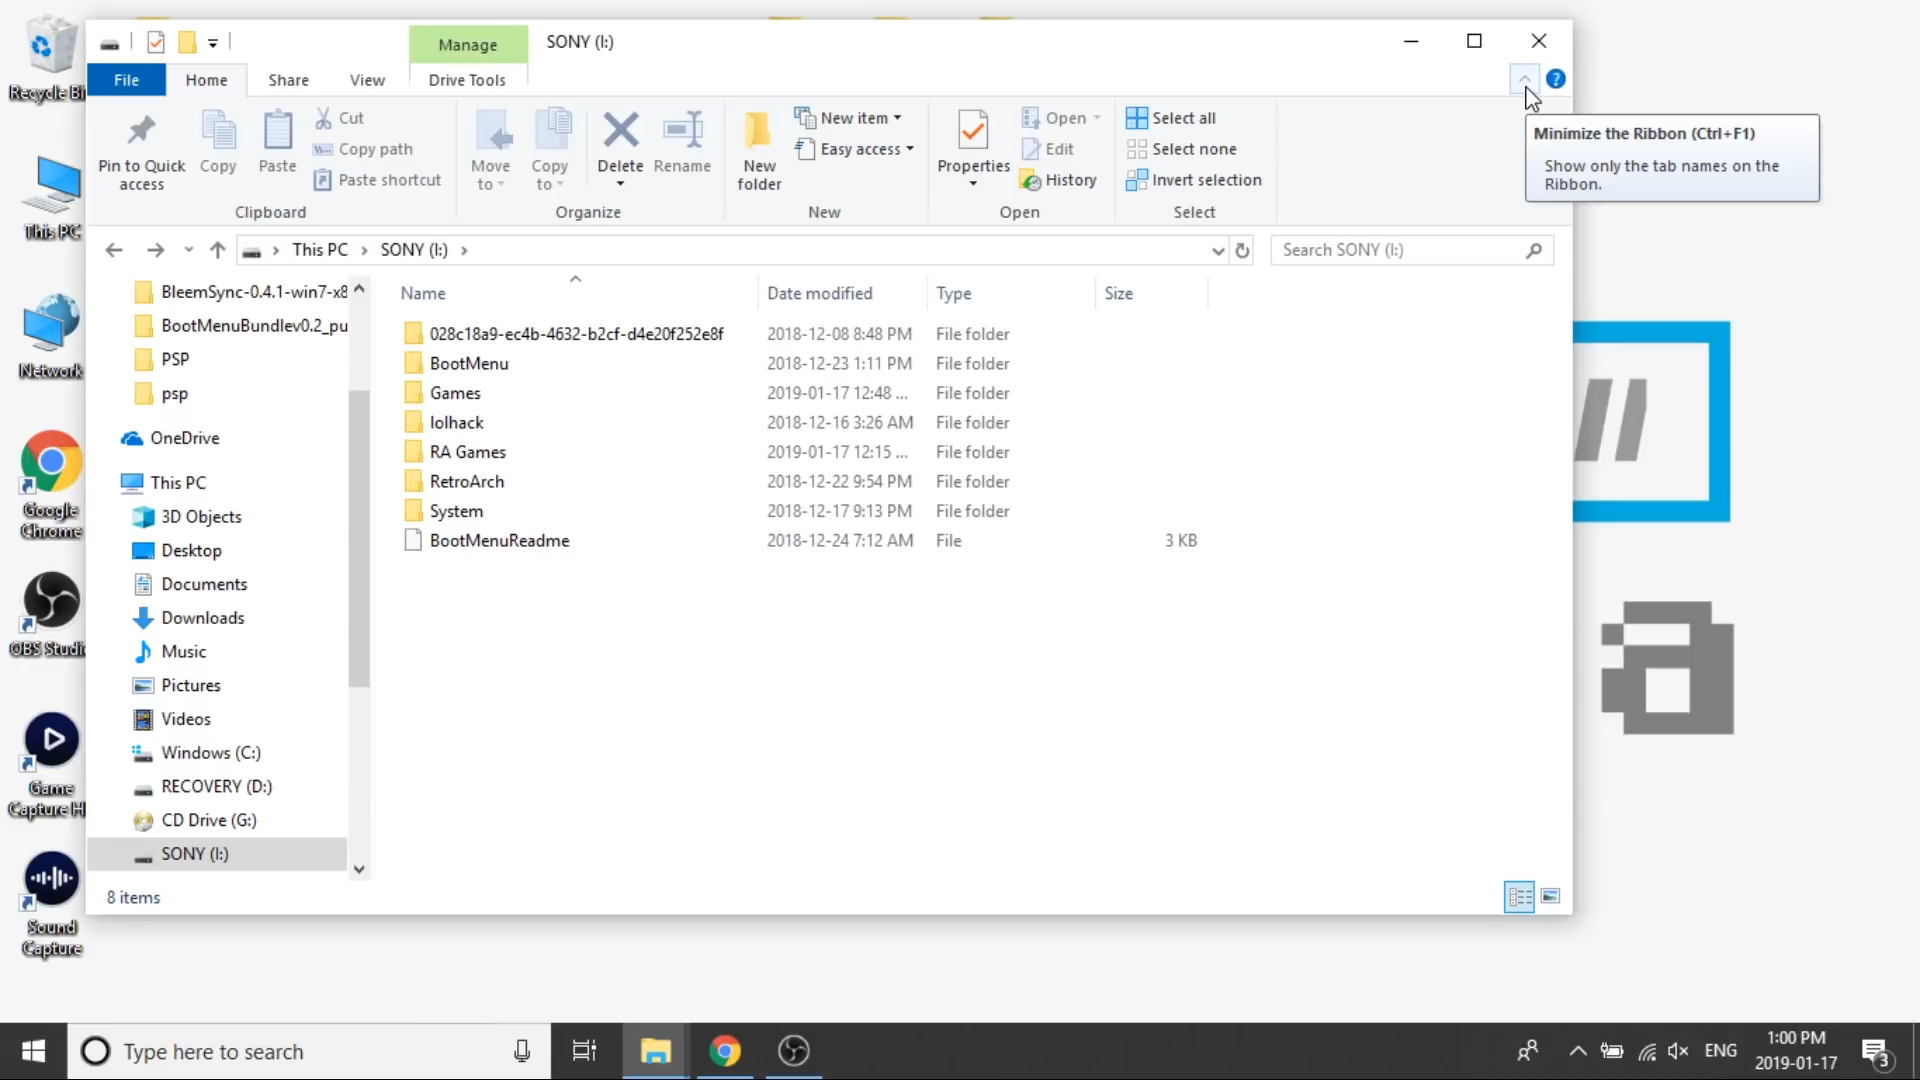 Recycle Bi
This PC
Network
Google
Chrome
OBS Studi
Game
Capture H
Sound
Capture
Manage
SONY (I:)
File
Home
Share
View
Drive Tools
Pin to Quick
access
Copy
Paste
Cut
Copy path
Paste shortcut
Clipboard
Move
to
Copy
to
Delete
Rename
Organize
New
folder
New item
Easy access
New
Properties
Open
Edit
History
Open
Select all
Select none
Invert selection
Select
Minimize the Ribbon (Ctrl+F1)
Show only the tab names on the
Ribbon.
This PC > SONY (I:) >
Search SONY (I:)
BleemSync-0.4.1-win7-x8
BootMenuBundlev0.2_pu
PSP
psp
OneDrive
This PC
3D Objects
Desktop
Documents
Downloads
Music
Pictures
Videos
Windows (C:)
RECOVERY (D:)
CD Drive (G:)
SONY (I:)
Name Date modified Type Size
028c18a9-ec4b-4632-b2cf-d4e20f252e8f 2018-12-08 8:48 PM File folder
BootMenu 2018-12-23 1:11 PM File folder
Games 2019-01-17 12:48 ... File folder
lolhack 2018-12-16 3:26 AM File folder
RA Games 2019-01-17 12:15 ... File folder
RetroArch 2018-12-22 9:54 PM File folder
System 2018-12-17 9:13 PM File folder
BootMenuReadme 2018-12-24 7:12 AM File 3 KB
8 items
a
Type here to search
ENG
1:00 PM
2019-01-17
3